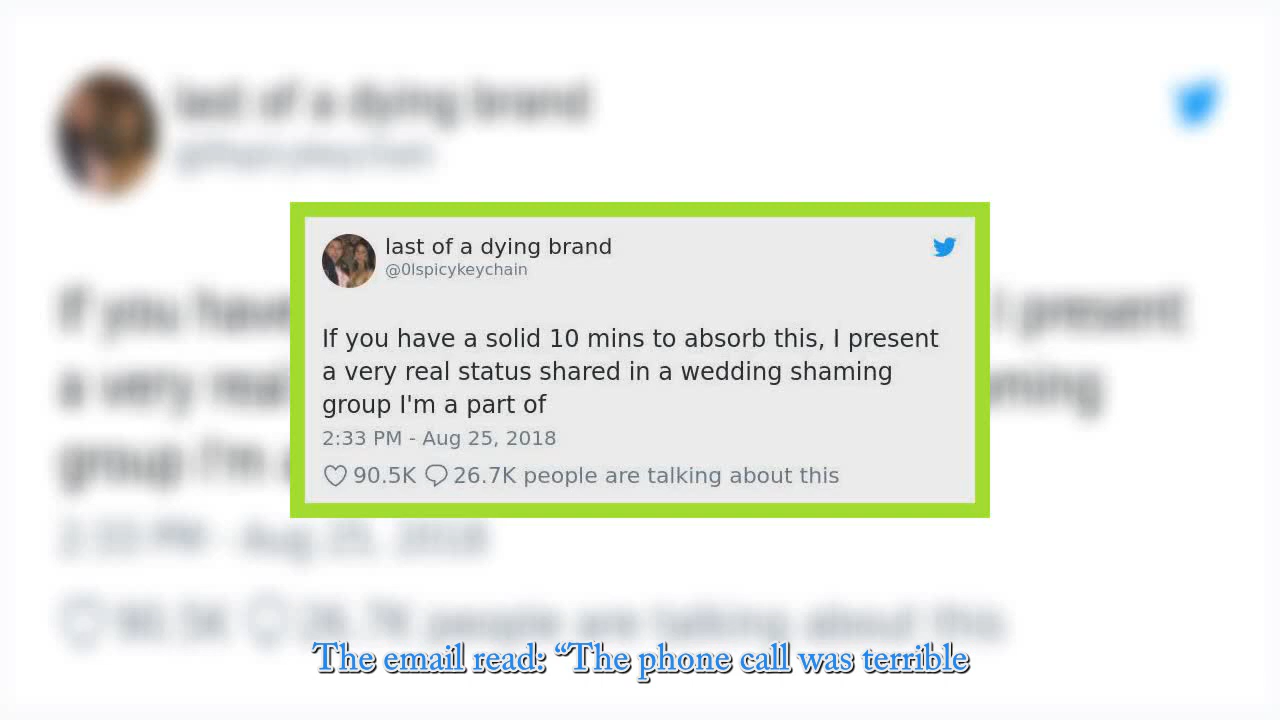 last of a dying brand
@0lspicykeychain
If you have a solid 10 mins to absorb this, I present
a very real status shared in a wedding shaming
group I'm a part of
2:33 PM - Aug 25, 2018
90.5K 26.7K people are talking about this
The email read: “The phone call was terrible